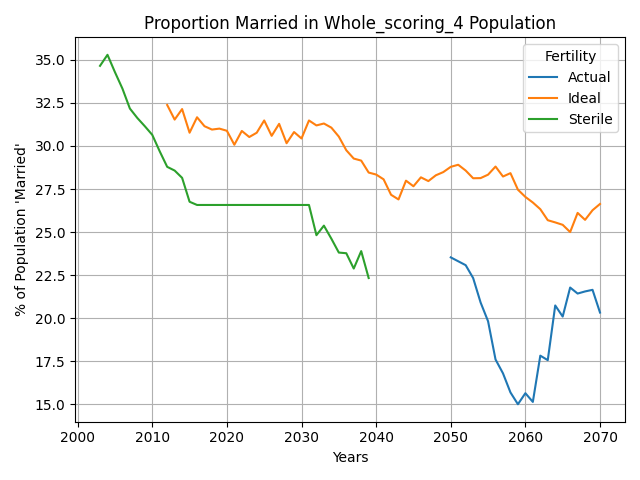 Proportion Married in Whole_scoring_4 Population
% of Population 'Married'
35.0
32.5
30.0
27.5
25.0
22.5
20.0
17.5
15.0
Fertility
Actual
Ideal
Sterile
2000 2010 2020 2030 2040 2050 2060 2070
Years